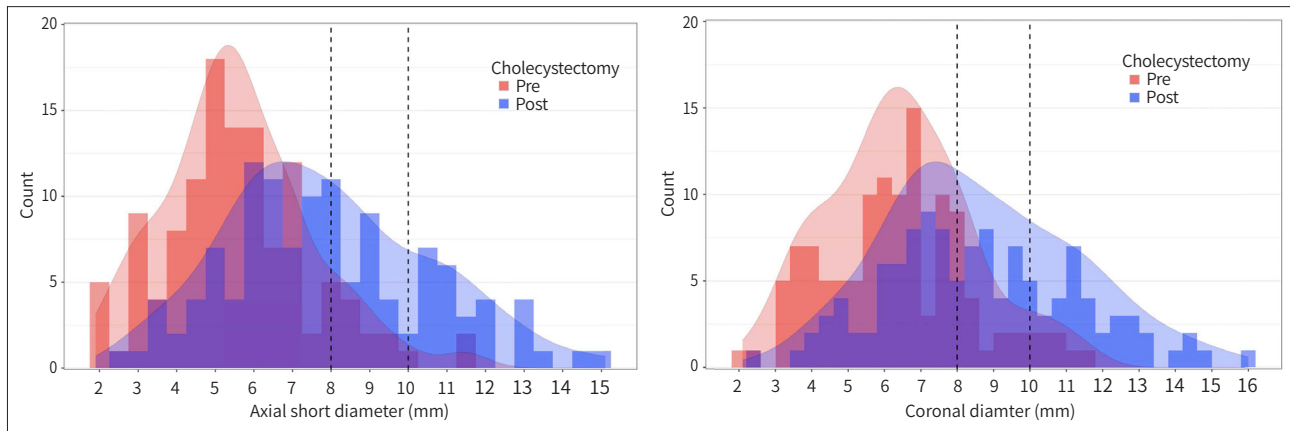 20
15
10
5
0
Count
Cholecystectomy
Pre
Post
2 3 4 5 6 7 8 9 10 11 12 13 14 15
Axial short diameter (mm)
20
15
10
5
0
Count
Cholecystectomy
Pre
Post
2 3 4 5 6 7 8 9 10 11 12 13 14 15 16
Coronal diamter (mm)